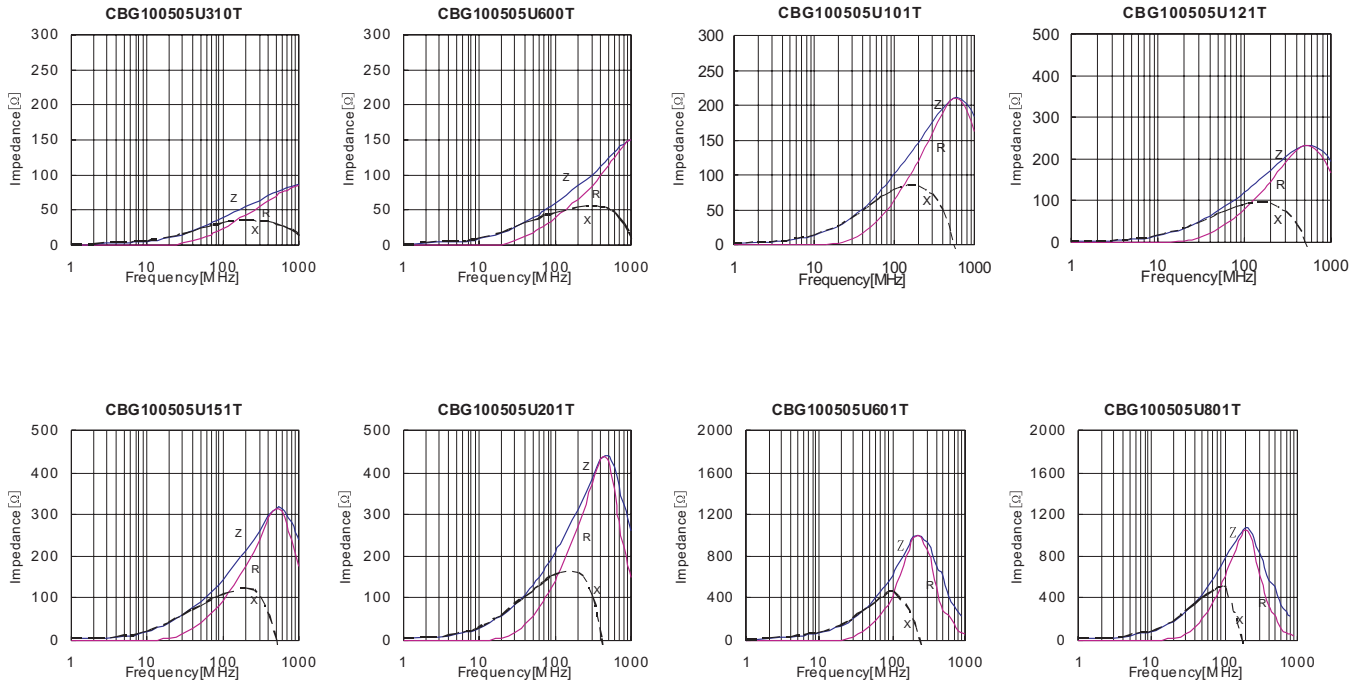 CBG100505U310T
300
250
200
150
100
50
0
Impedance[Ω]
Z
R
X
1 10 100 1000
Frequency[MHz]
CBG100505U600T
300
250
200
150
100
50
0
Impedance[Ω]
Z
R
X
1 10 100 1000
Frequency[MHz]
CBG100505U101T
300
250
200
150
100
50
0
Impedance[Ω]
Z
R
X
1 10 100 1000
Frequency[MHz]
CBG100505U121T
500
400
300
200
100
0
Impedance[Ω]
Z
R
X
1 10 100 1000
Frequency[MHz]
CBG100505U151T
500
400
300
200
100
0
Impedance[Ω]
Z
R
X
1 10 100 1000
Frequency[MHz]
CBG100505U201T
500
400
300
200
100
0
Impedance[Ω]
Z
R
X
1 10 100 1000
Frequency[MHz]
CBG100505U601T
2000
1600
1200
800
400
0
Impedance[Ω]
Z
R
X
1 10 100 1000
Frequency[MHz]
CBG100505U801T
2000
1600
1200
800
400
0
Impedance[Ω]
Z
R
X
1 10 100 1000
Frequency[MHz]